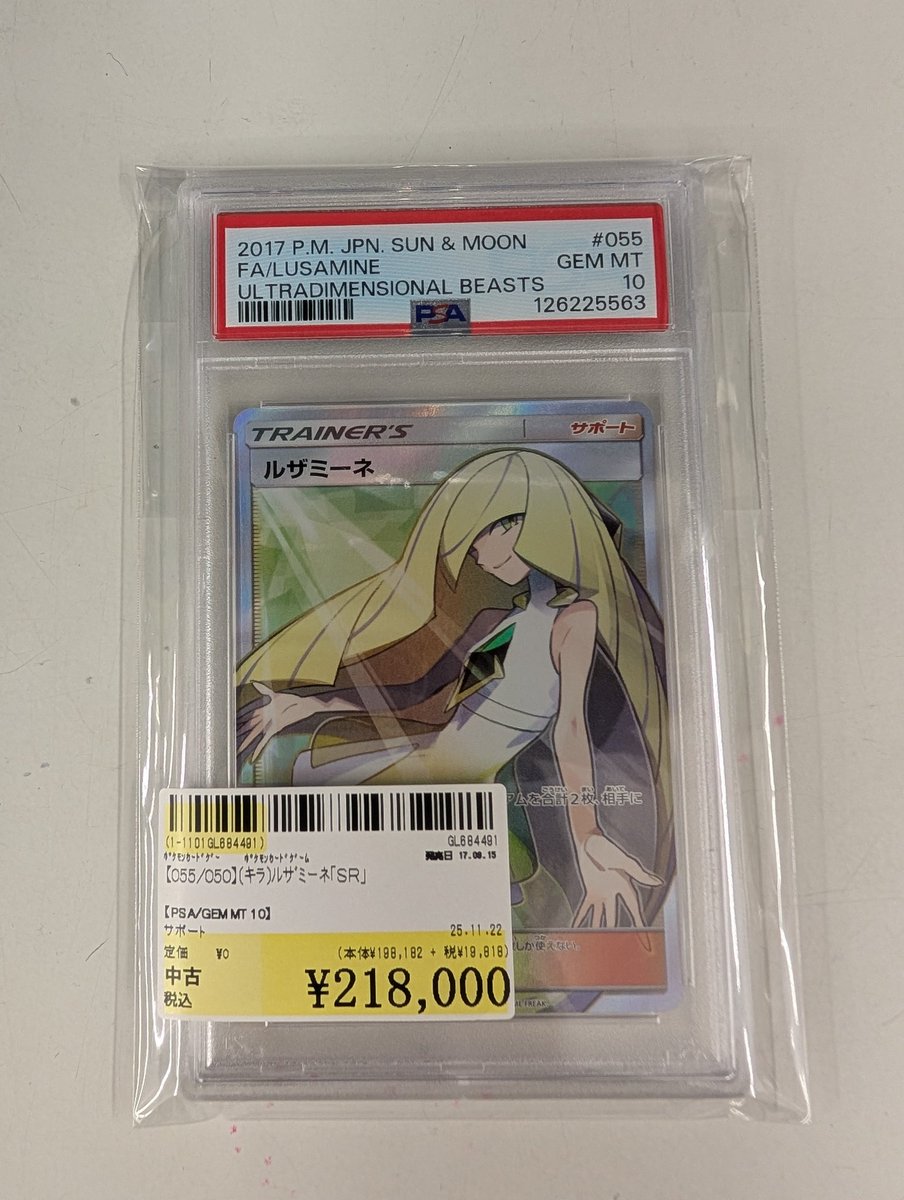 2017 P.M. JPN. SUN & MOON #055
FA/LUSAMINE GEM MT
ULTRADIMENSIONAL BEASTS 10
PSA 126225563
TRAINER'S サポート
ルザミーネ
ムを合計2枚、相手に
(1-1101GL684491) GL684491
ﾎﾟｹﾓﾝｶｰﾄﾞｹﾞｰ ﾎﾟｹﾓﾝｶｰﾄﾞｹﾞｰﾑ 発売日 17.09.15
【055/050】(キラ)ﾙｻﾞﾐｰﾈ｢SR｣
【PSA/GEM MT 10】
サポート 25.11.22
定価 ¥0 (本体¥198,182 + 税¥19,818)
しか使えない。
中古
税込 ¥218,000